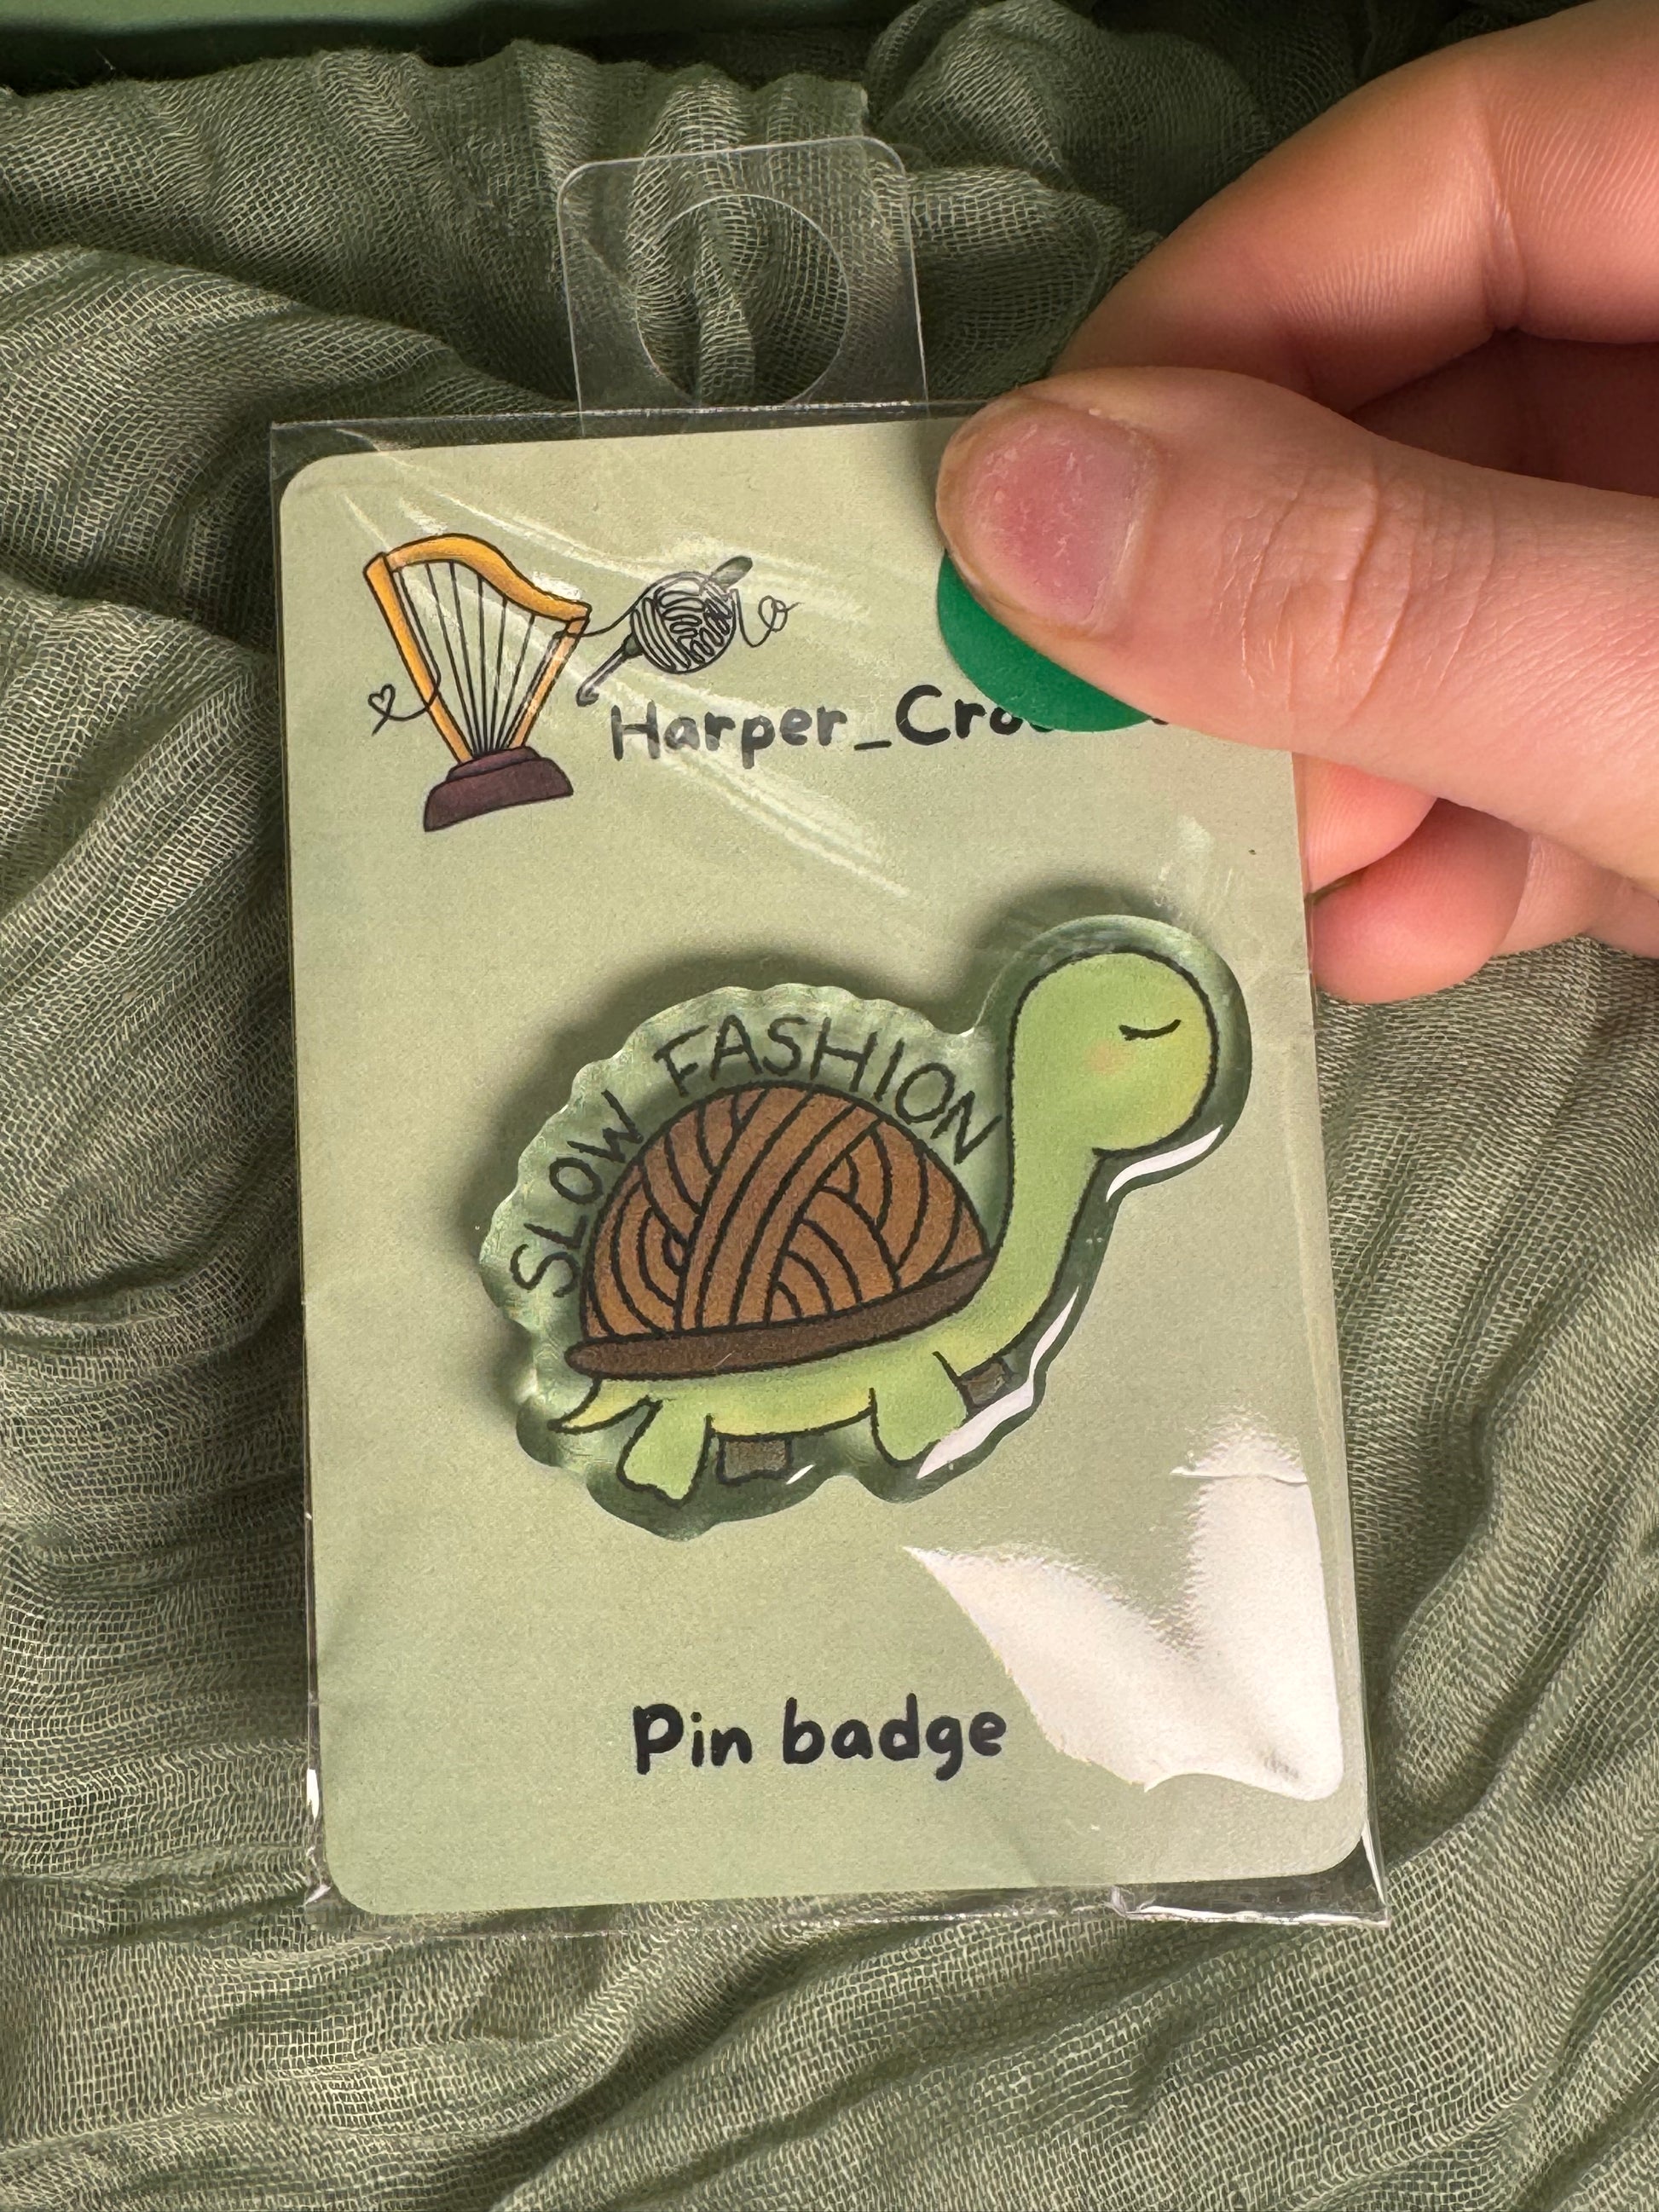 Harper_Cro
SLOW FASHION
Pin badge